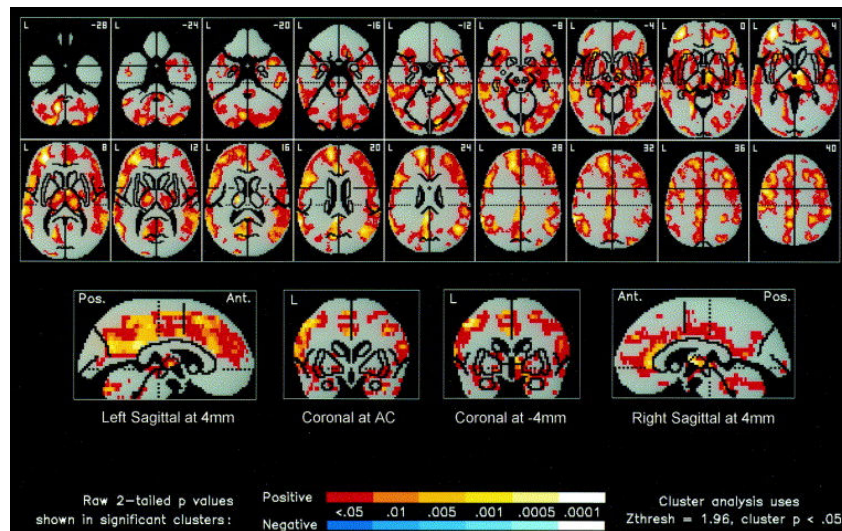 L -28 L -24 L -20 L -16 L -12 L -8 L -4 L 0 L 4
L 8 L 12 L 16 L 20 L 24 L 28 L 32 L 36 L 40
Pos. Ant. L L Ant. Pos.
Left Sagittal at 4mm Coronal at AC Coronal at -4mm Right Sagittal at 4mm
Raw 2-tailed p values
shown in significant clusters:
Positive
<.05 .01 .005 .001 .0005 .0001
Negative
Cluster analysis uses
Zthresh = 1.96, cluster p < .05